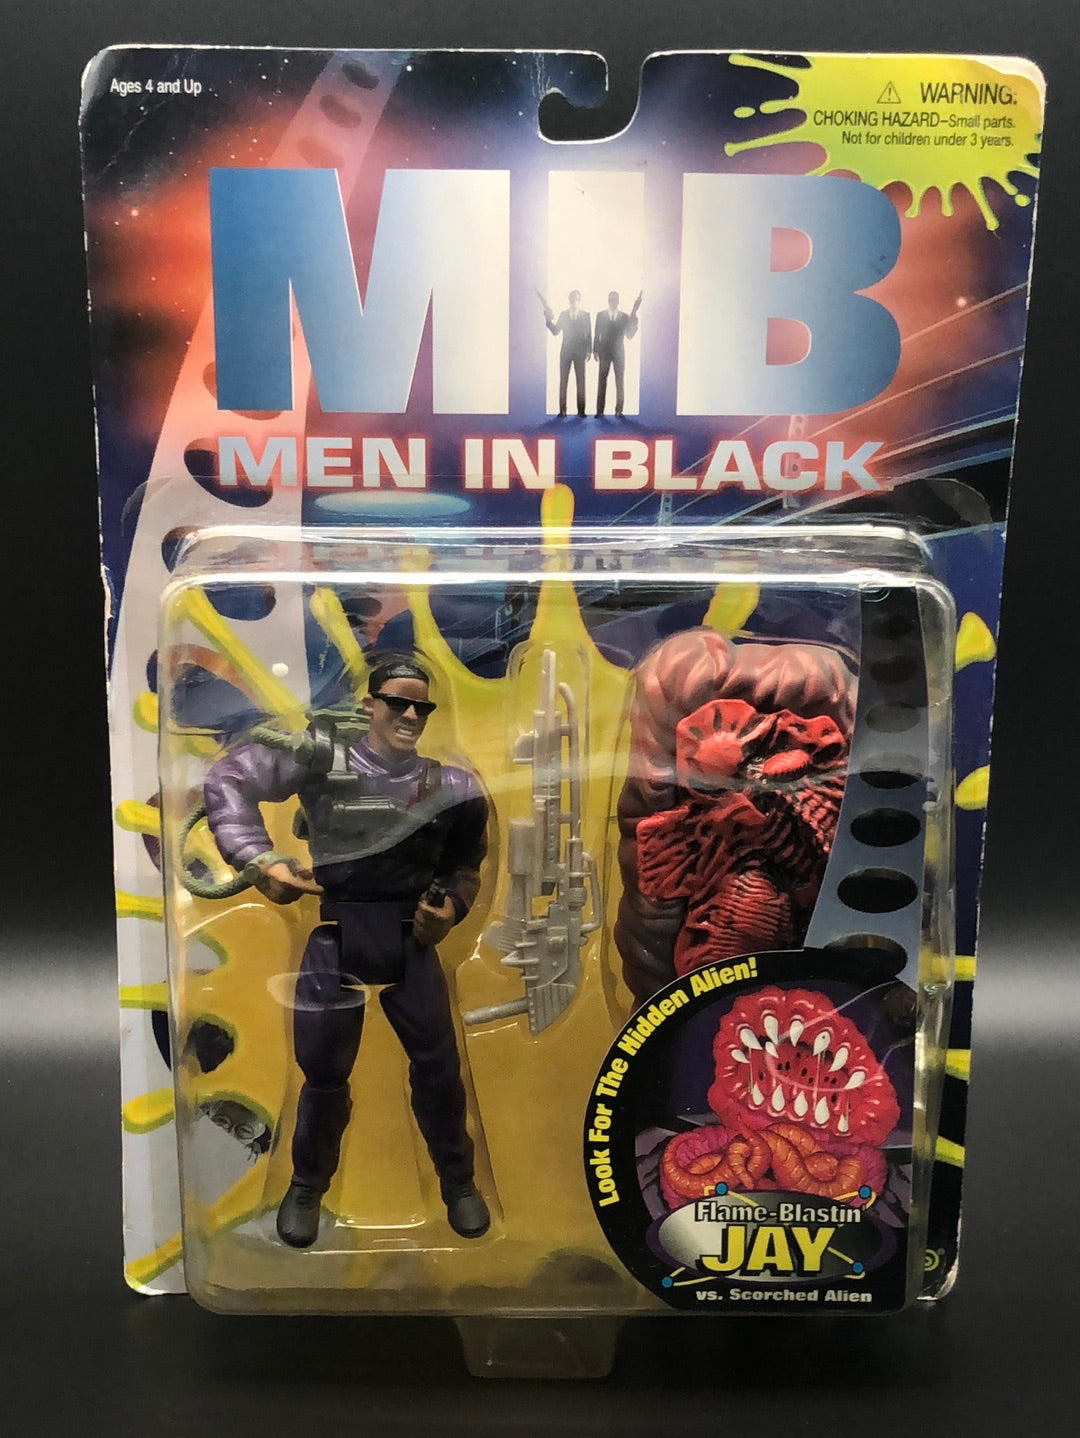 Ages 4 and Up
WARNING:
CHOKING HAZARD–Small parts.
Not for children under 3 years.
MIB
MEN IN BLACK
Look For The Hidden Alien!
Flame-Blastin'
JAY
vs. Scorched Alien